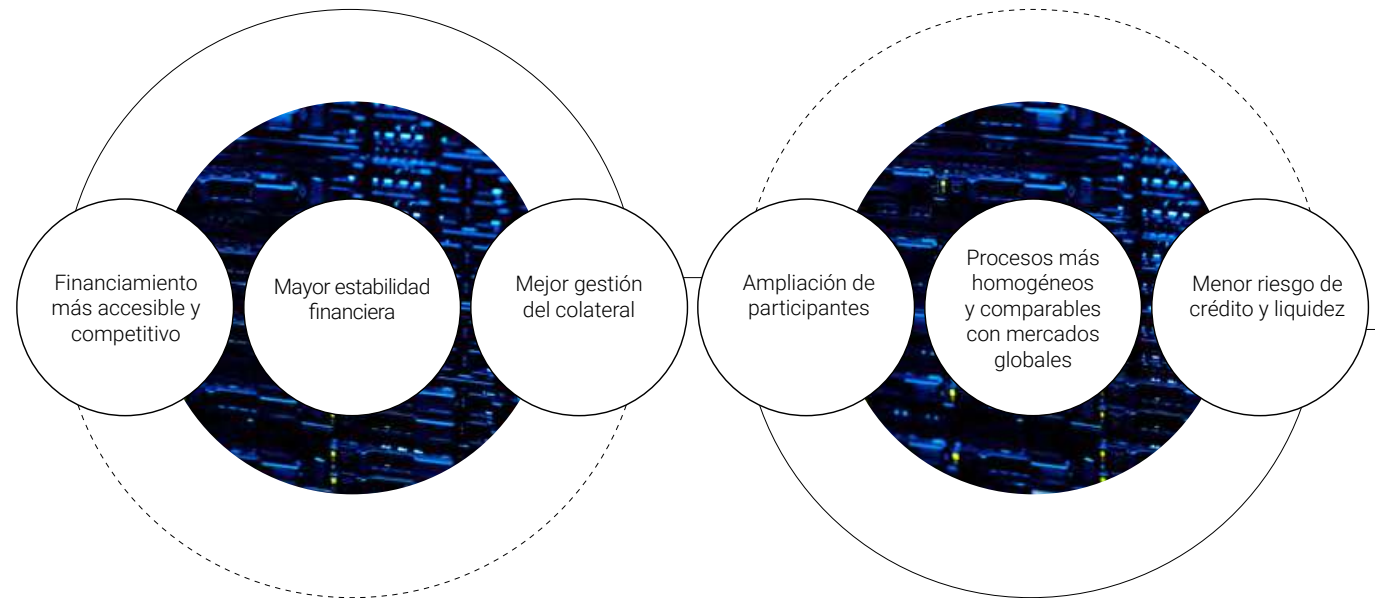 Financiamiento
más accesible y
competitivo
Mayor estabilidad
financiera
Mejor gestión
del colateral
Ampliación de
participantes
Procesos más
homogéneos
y comparables
con mercados
globales
Menor riesgo de
crédito y liquidez